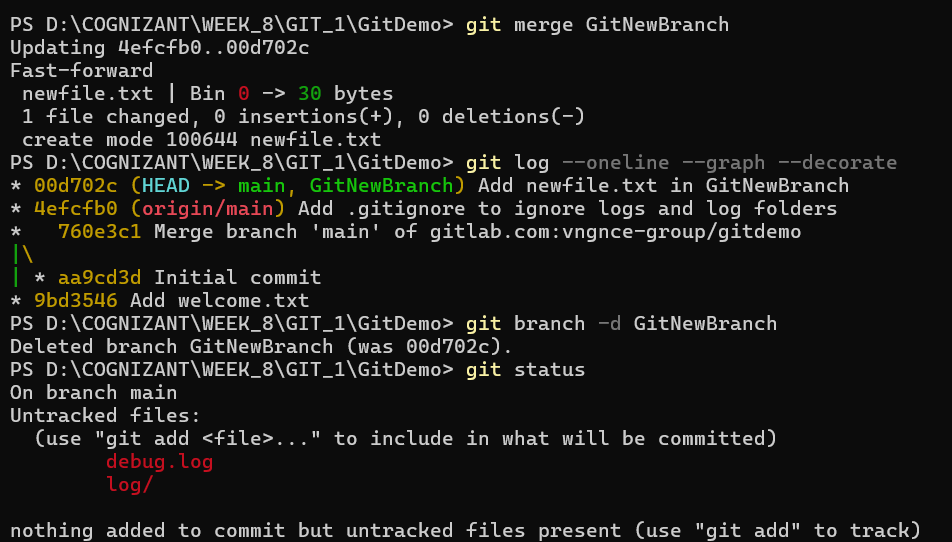 PS D:\COGNIZANT\WEEK_8\GIT_1\GitDemo> git merge GitNewBranch
Updating 4efcfb0..00d702c
Fast-forward
 newfile.txt | Bin 0 -> 30 bytes
 1 file changed, 0 insertions(+), 0 deletions(-)
 create mode 100644 newfile.txt
PS D:\COGNIZANT\WEEK_8\GIT_1\GitDemo> git log --oneline --graph --decorate
* 00d702c (HEAD -> main, GitNewBranch) Add newfile.txt in GitNewBranch
* 4efcfb0 (origin/main) Add .gitignore to ignore logs and log folders
*   760e3c1 Merge branch 'main' of gitlab.com:vngnce-group/gitdemo
|\
| * aa9cd3d Initial commit
* 9bd3546 Add welcome.txt
PS D:\COGNIZANT\WEEK_8\GIT_1\GitDemo> git branch -d GitNewBranch
Deleted branch GitNewBranch (was 00d702c).
PS D:\COGNIZANT\WEEK_8\GIT_1\GitDemo> git status
On branch main
Untracked files:
  (use "git add <file>..." to include in what will be committed)
        debug.log
        log/

nothing added to commit but untracked files present (use "git add" to track)